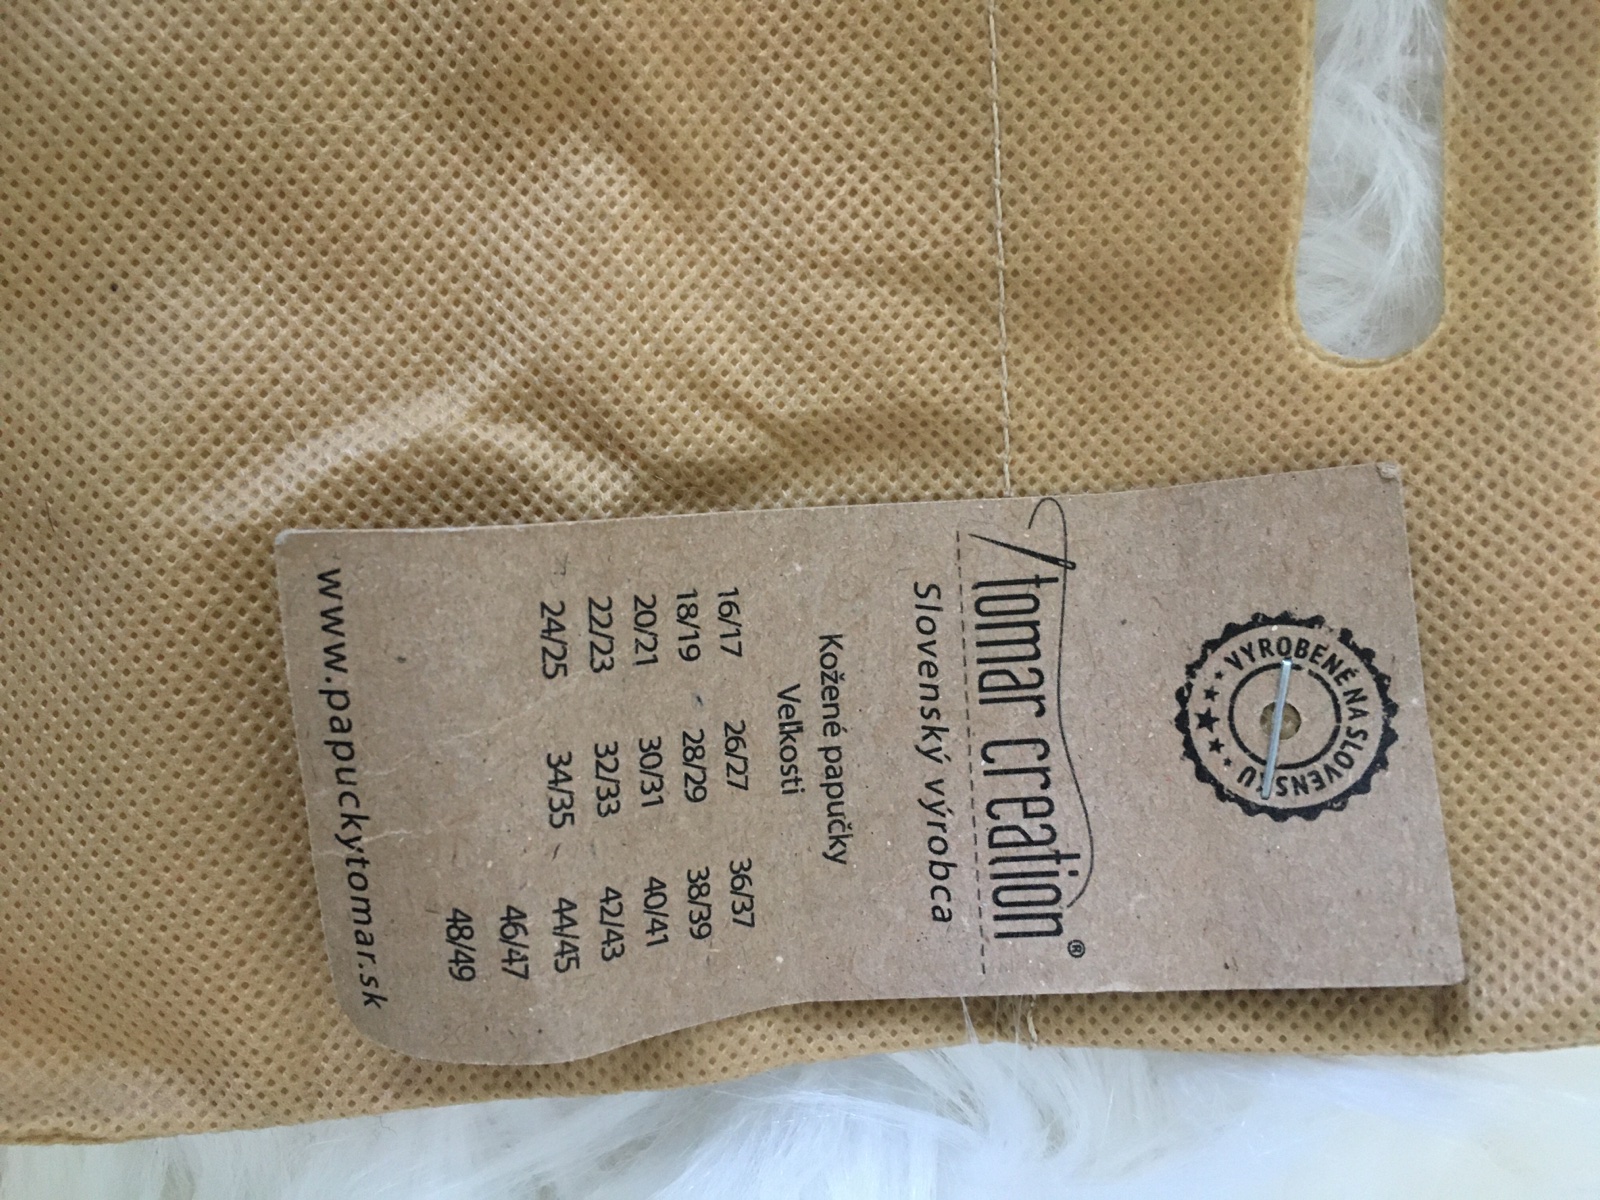 VYROBENÉ NA SLOVENSKU
tomar creation®
Slovenský výrobca
Kožené papučky
Veľkosti
16/17 26/27 36/37
18/19 28/29 38/39
20/21 30/31 40/41
22/23 32/33 42/43
24/25 34/35 44/45
46/47
48/49
www.papuckytomar.sk